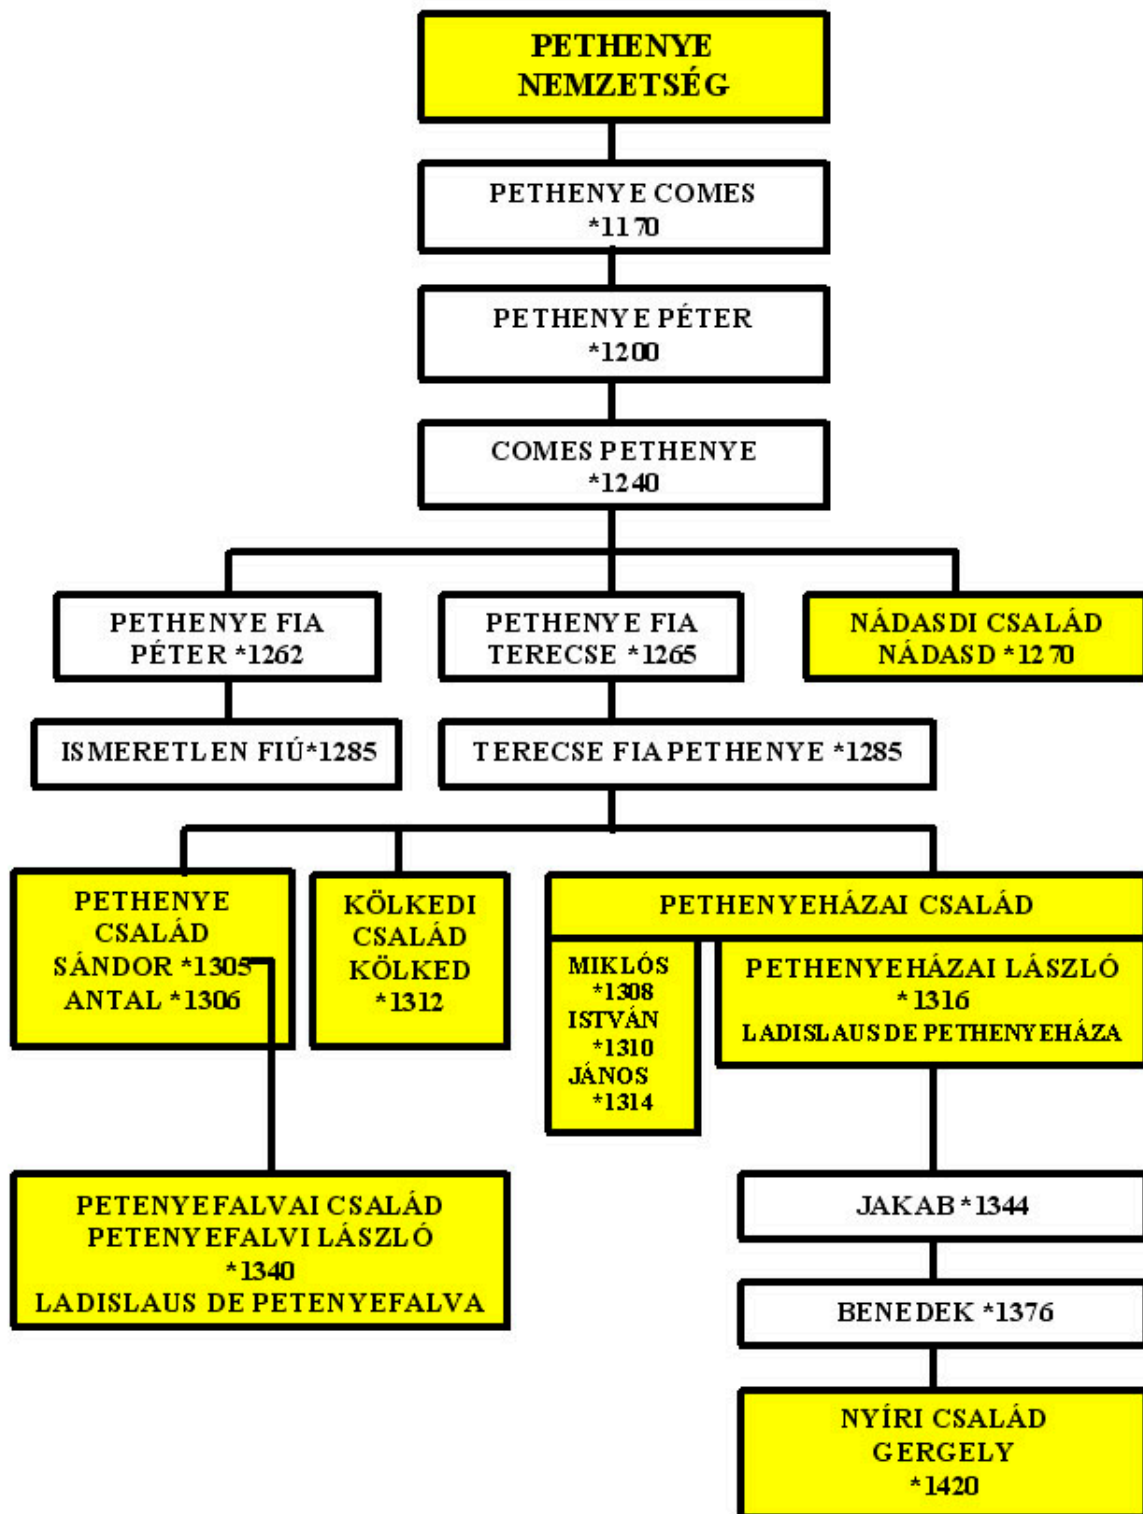 PETHENYE
NEMZETSÉG
PETHENYE COMES
*1170
PETHENYE PÉTER
*1200
COMES PETHENYE
*1240
PETHENYE FIA
PÉTER *1262
PETHENYE FIA
TERECSE *1265
NÁDASDI CSALÁD
NÁDASD *1270
ISMERETLEN FIÚ*1285
TERECSE FIA PETHENYE *1285
PETHENYE
CSALÁD
SÁNDOR *1305
ANTAL *1306
KÖLKEDI
CSALÁD
KÖLKED
*1312
PETHENYEHÁZAI CSALÁD
MIKLÓS
*1308
ISTVÁN
*1310
JÁNOS
*1314
PETHENYEHÁZAI LÁSZLÓ
*1316
LADISLAUS DE PETHENYEHÁZA
PETENYEFALVAI CSALÁD
PETENYEFALVI LÁSZLÓ
*1340
LADISLAUS DE PETENYEFALVA
JAKAB *1344
BENEDEK *1376
NYÍRI CSALÁD
GERGELY
*1420